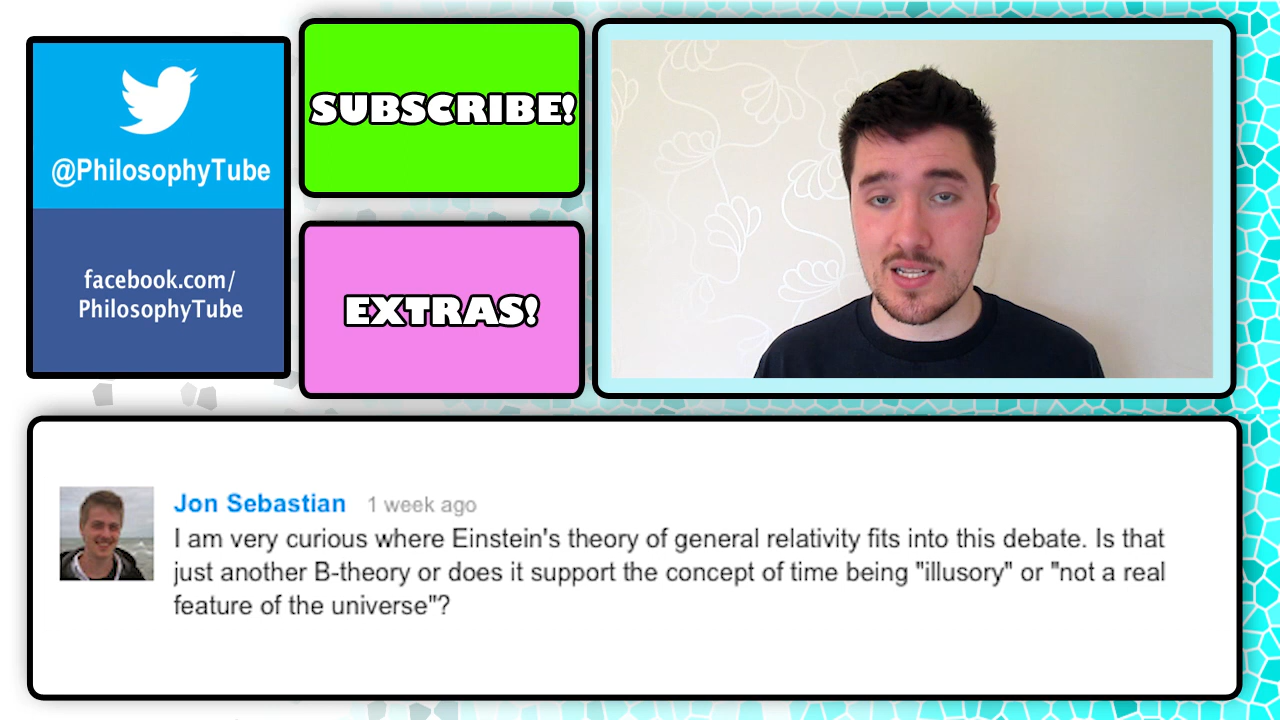 @PhilosophyTube
facebook.com/
PhilosophyTube
SUBSCRIBE!
EXTRAS!
Jon Sebastian 1 week ago
I am very curious where Einstein's theory of general relativity fits into this debate. Is that
just another B-theory or does it support the concept of time being "illusory" or "not a real
feature of the universe"?